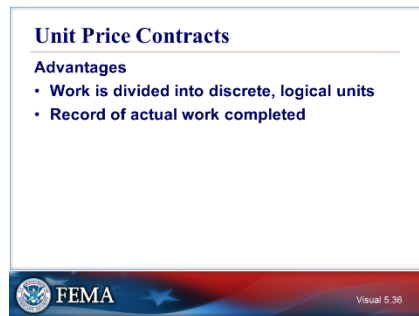 Unit Price Contracts
Advantages
• Work is divided into discrete, logical units
• Record of actual work completed
FEMA
Visual 5.36